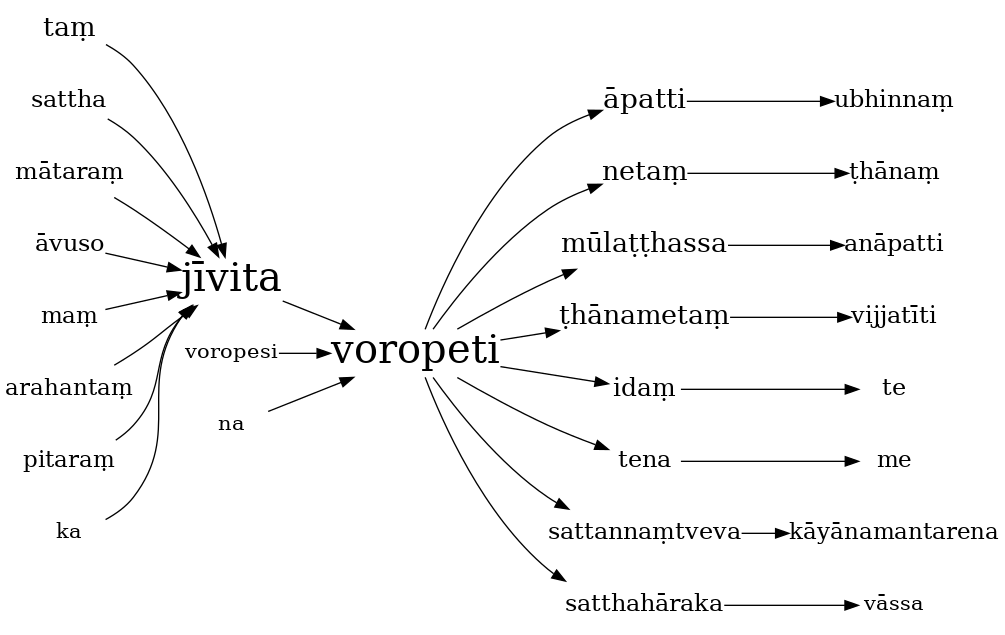 taṃ
sattha
mātaraṃ
āvuso
maṃ
arahantaṃ
pitaraṃ
ka
jīvita
voropesi
na
voropeti
āpatti
netaṃ
mūlaṭṭhassa
ṭhānametaṃ
idaṃ
tena
sattannaṃtveva
satthahāraka
ubhinnaṃ
ṭhānaṃ
anāpatti
vijjatīti
te
me
kāyānamantarena
vāssa